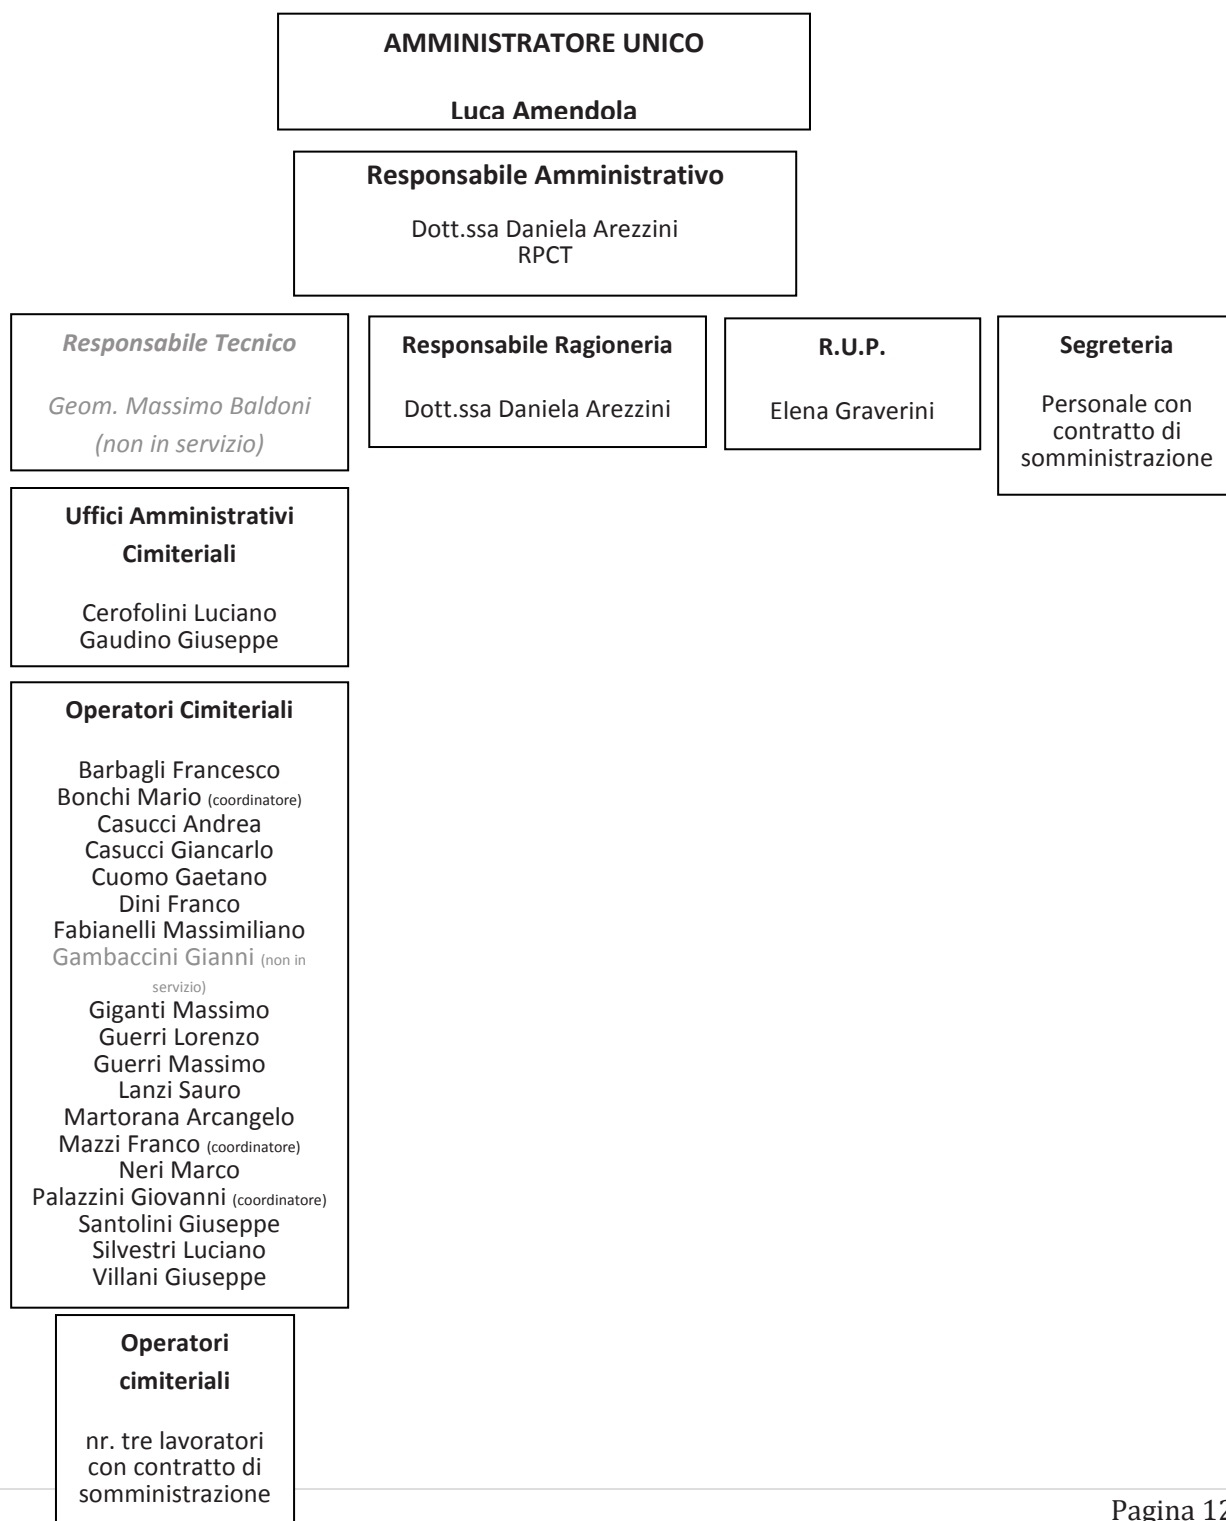 AMMINISTRATORE UNICO
Luca Amendola
Responsabile Amministrativo
Dott.ssa Daniela Arezzini
RPCT
Responsabile Tecnico
Geom. Massimo Baldoni
(non in servizio)
Responsabile Ragioneria
Dott.ssa Daniela Arezzini
R.U.P.
Elena Graverini
Segreteria
Personale con
contratto di
somministrazione
Uffici Amministrativi
Cimiteriali
Cerofolini Luciano
Gaudino Giuseppe
Operatori Cimiteriali
Barbagli Francesco
Bonchi Mario (coordinatore)
Casucci Andrea
Casucci Giancarlo
Cuomo Gaetano
Dini Franco
Fabianelli Massimiliano
Gambaccini Gianni (non in
servizio)
Giganti Massimo
Guerri Lorenzo
Guerri Massimo
Lanzi Sauro
Martorana Arcangelo
Mazzi Franco (coordinatore)
Neri Marco
Palazzini Giovanni (coordinatore)
Santolini Giuseppe
Silvestri Luciano
Villani Giuseppe
Operatori
cimiteriali
nr. tre lavoratori
con contratto di
somministrazione
Pagina 12